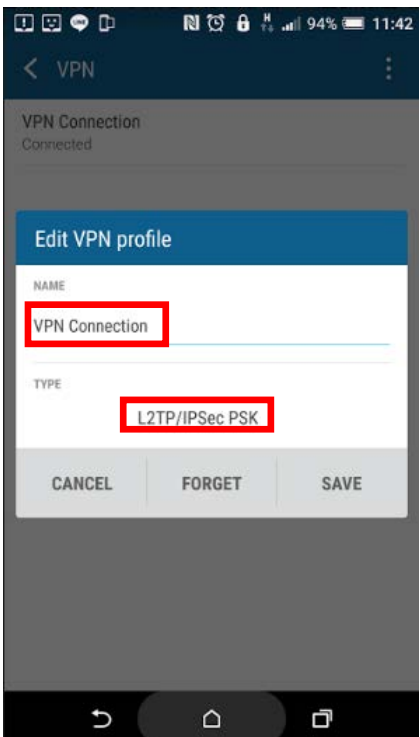 94% 11:42
VPN
VPN Connection
Connected
Edit VPN profile
NAME
VPN Connection
TYPE
L2TP/IPSec PSK
CANCEL FORGET SAVE